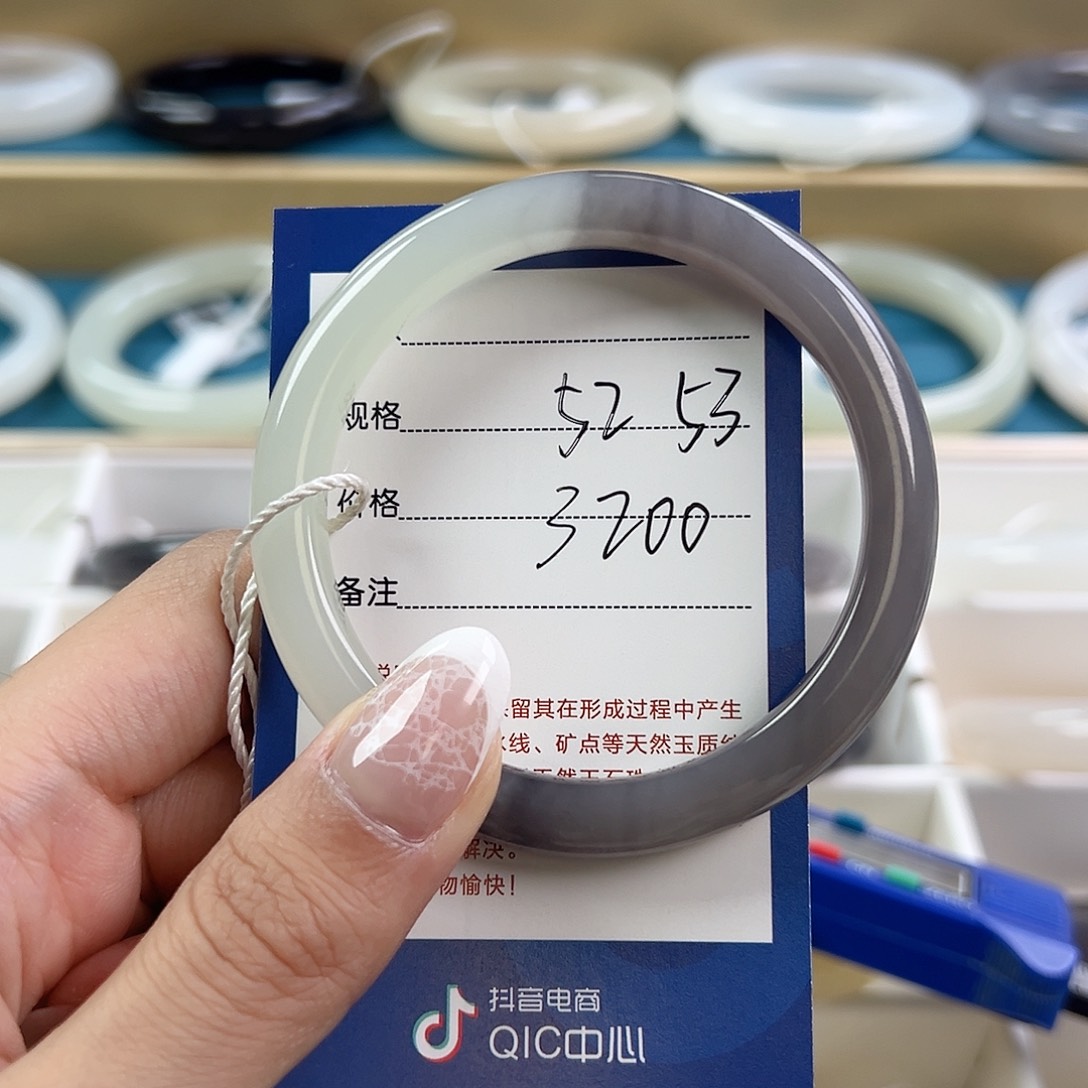 规格 52 53
价格 3200
备注
留其在形成过程中产生
线、矿点等天然玉质
天然玉石
解决。
物愉快！
抖音电商
QIC中心